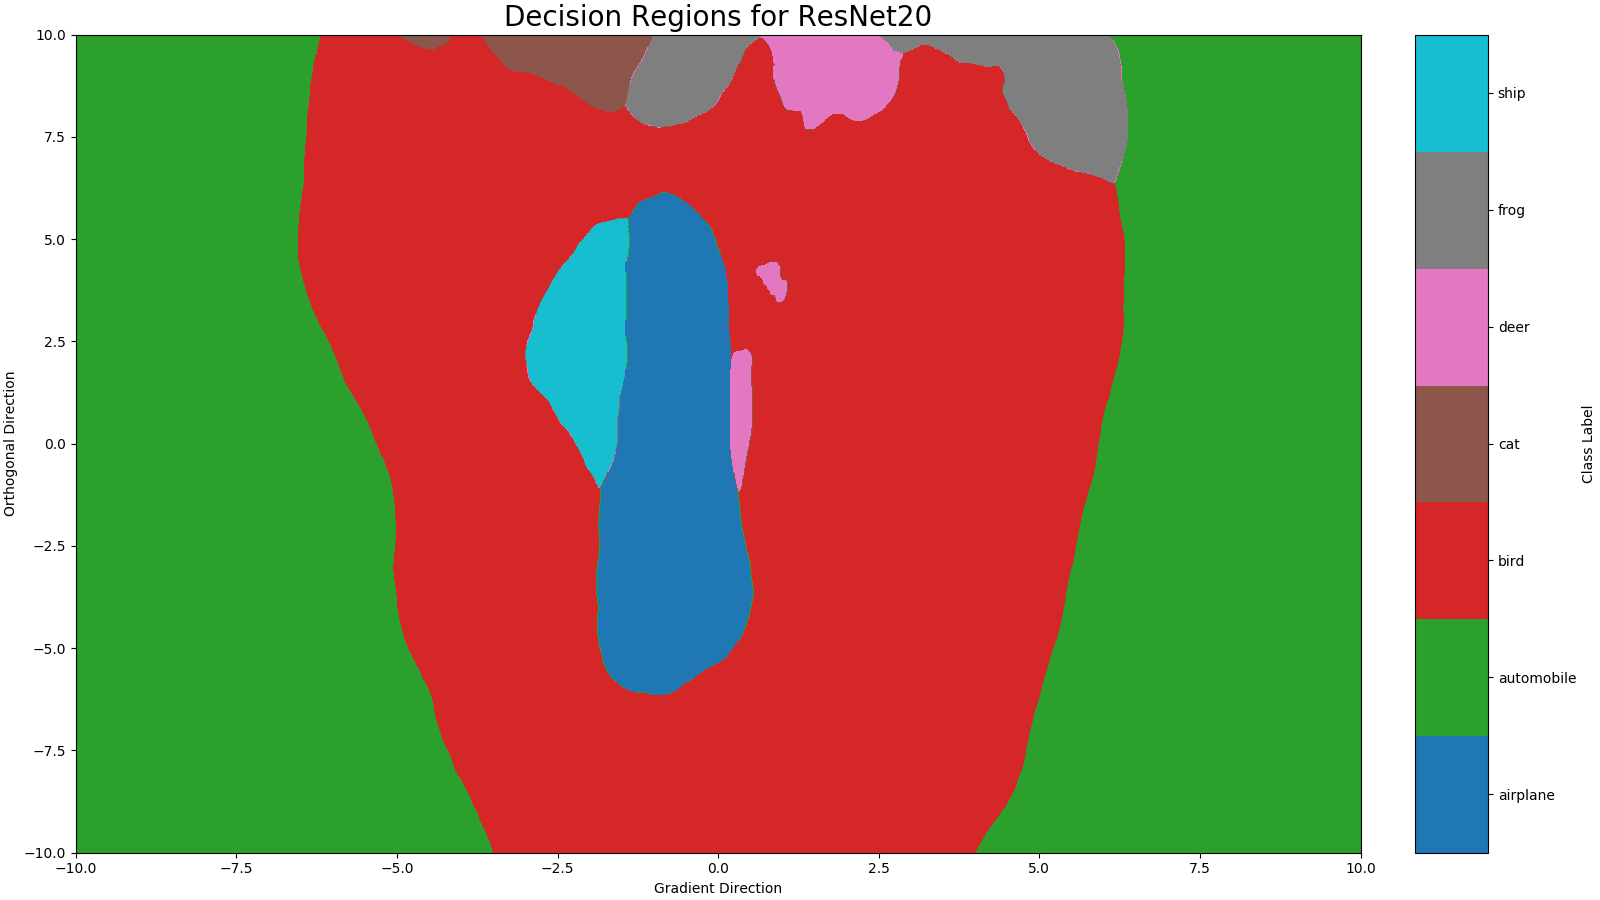 Decision Regions for ResNet20
10.0
7.5
5.0
2.5
0.0
−2.5
−5.0
−7.5
−10.0
Orthogonal Direction
−10.0 −7.5 −5.0 −2.5 0.0 2.5 5.0 7.5 10.0
Gradient Direction
ship
frog
deer
cat
bird
automobile
airplane
Class Label